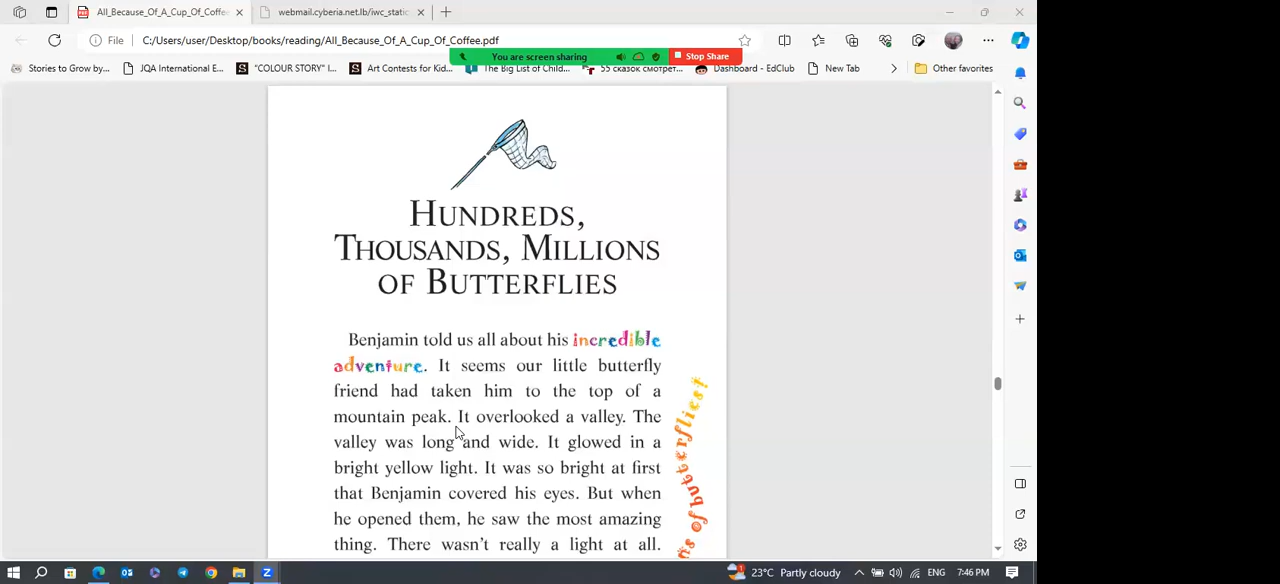 All_Because_Of_A_Cup_Of_Coffee
webmail.cyberia.net.lb/iwc_static
File
C:/Users/user/Desktop/books/reading/All_Because_Of_A_Cup_Of_Coffee.pdf
You are screen sharing
Stop Share
Stories to Grow by...
JQA International E...
"COLOUR STORY" I...
Art Contests for Kid...
The Big List of Child...
55 сказок смотрет...
Dashboard - EdClub
New Tab
Other favorites
HUNDREDS,
THOUSANDS, MILLIONS
OF BUTTERFLIES
Benjamin told us all about his incredible
adventure. It seems our little butterfly
friend had taken him to the top of a
mountain peak. It overlooked a valley. The
valley was long and wide. It glowed in a
bright yellow light. It was so bright at first
that Benjamin covered his eyes. But when
he opened them, he saw the most amazing
thing. There wasn't really a light at all.
of butterflies!
23°C Partly cloudy
ENG
7:46 PM